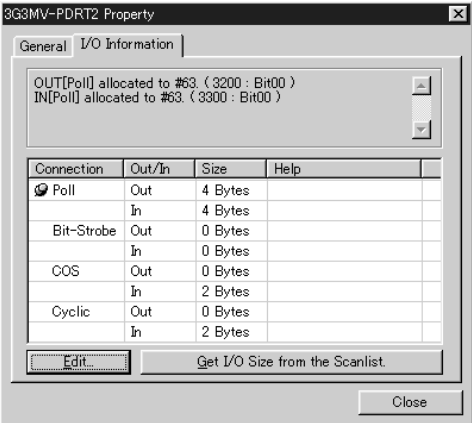 3G3MV-PDRT2 Property
General I/O Information
OUT[Poll] allocated to #63. ( 3200 : Bit00 )
IN[Poll] allocated to #63. ( 3300 : Bit00 )
Connection Out/In Size Help
Poll Out 4 Bytes
In 4 Bytes
Bit-Strobe Out 0 Bytes
In 0 Bytes
COS Out 0 Bytes
In 2 Bytes
Cyclic Out 0 Bytes
In 2 Bytes
Edit... Get I/O Size from the Scanlist.
Close